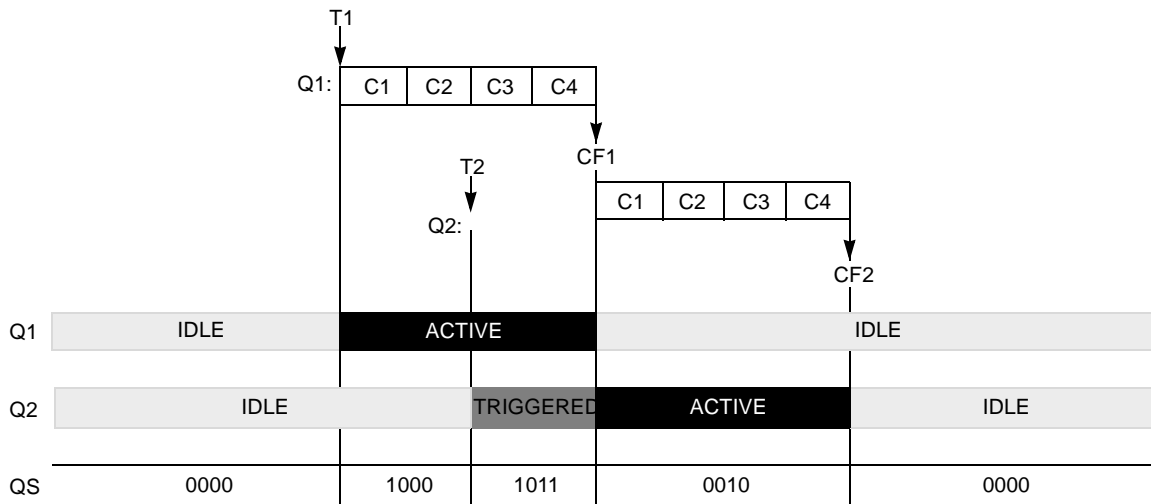 T1
Q1: C1 C2 C3 C4
CF1
T2
C1 C2 C3 C4
Q2:
CF2
Q1 IDLE ACTIVE IDLE
Q2 IDLE TRIGGERED ACTIVE IDLE
QS 0000 1000 1011 0010 0000